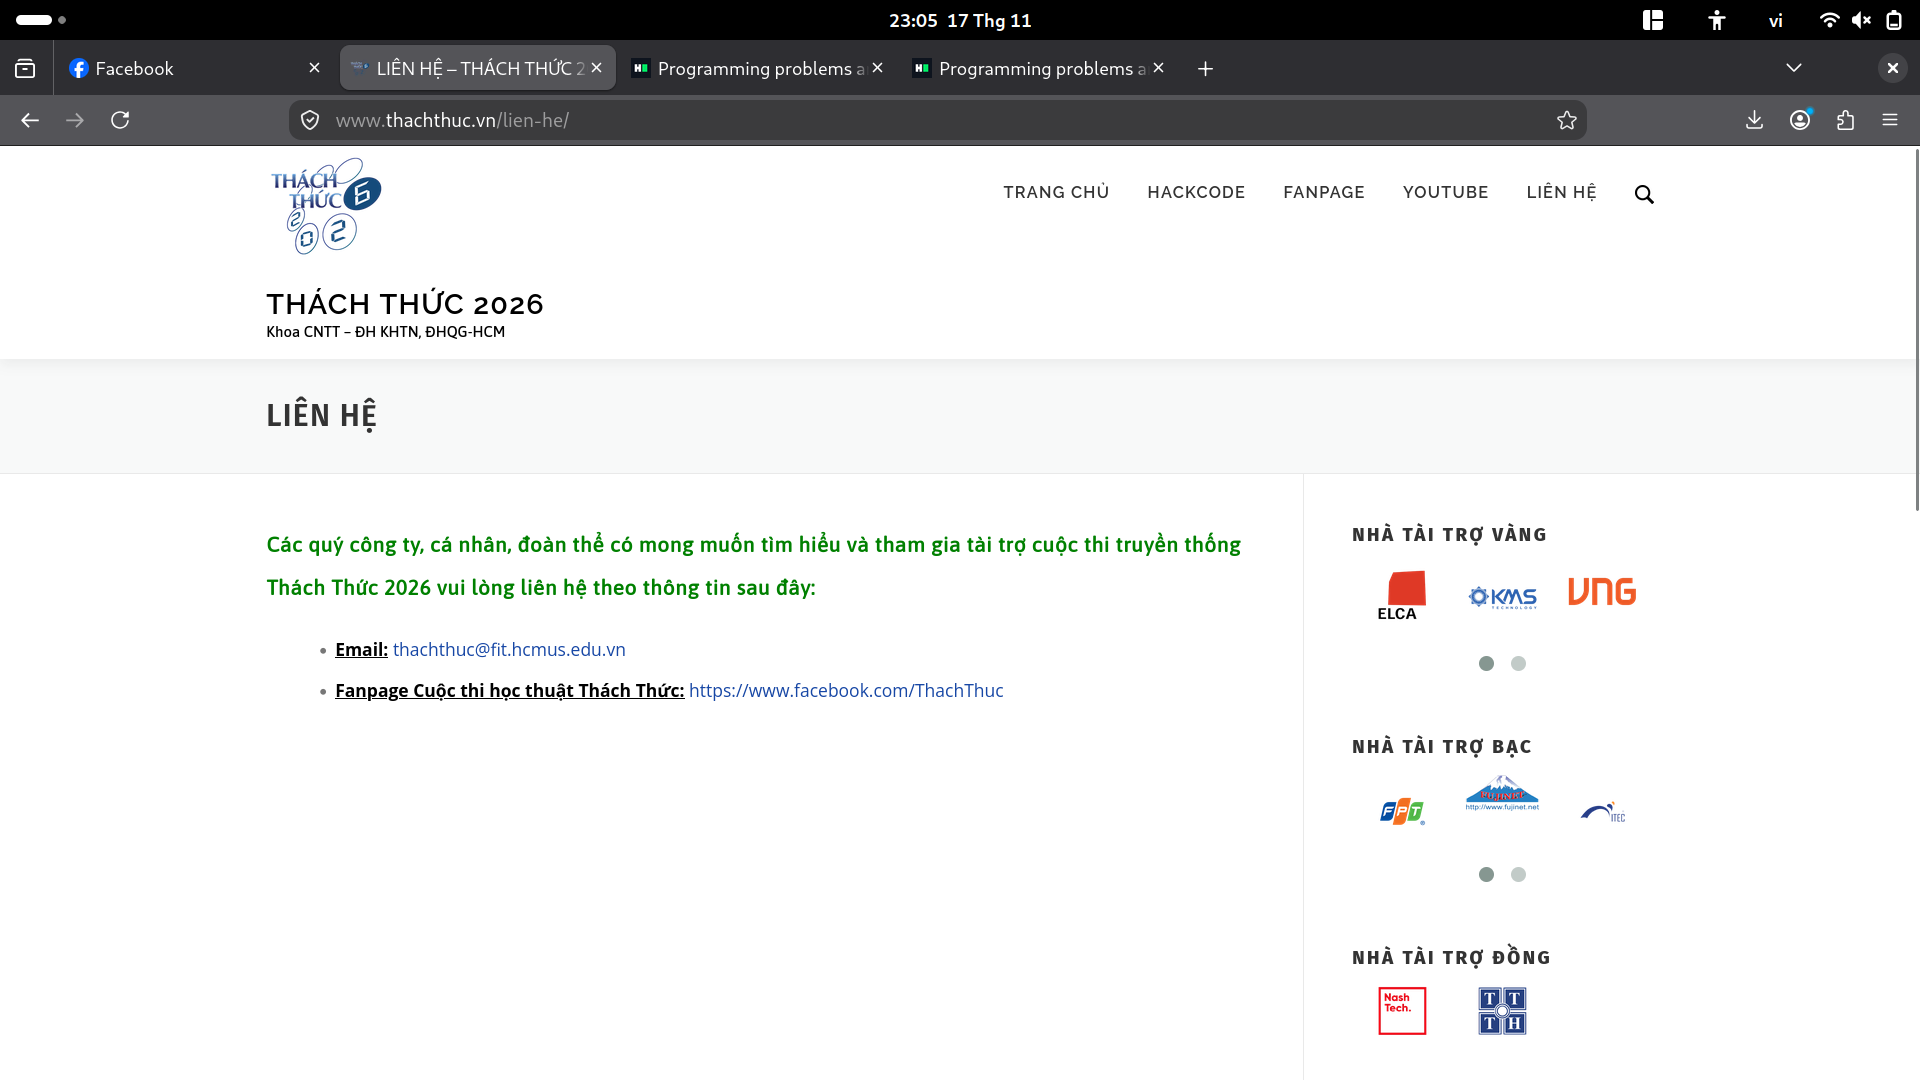 23:05 17 Thg 11
vi
Facebook
LIÊN HỆ – THÁCH THỨC 2
Programming problems a
Programming problems a
www.thachthuc.vn/lien-he/
THÁCH
THỨC 6
2
0 2
TRANG CHỦ
HACKCODE
FANPAGE
YOUTUBE
LIÊN HỆ
THÁCH THỨC 2026
Khoa CNTT – ĐH KHTN, ĐHQG-HCM
LIÊN HỆ
Các quý công ty, cá nhân, đoàn thể có mong muốn tìm hiểu và tham gia tài trợ cuộc thi truyền thống
Thách Thức 2026 vui lòng liên hệ theo thông tin sau đây:
• Email: thachthuc@fit.hcmus.edu.vn
• Fanpage Cuộc thi học thuật Thách Thức: https://www.facebook.com/ThachThuc
NHÀ TÀI TRỢ VÀNG
ELCA
KMS
TECHNOLOGY
VNG
NHÀ TÀI TRỢ BẠC
FPT
FUJINET
http://www.fujinet.net
ITEC
NHÀ TÀI TRỢ ĐỒNG
Nash
Tech.
T T
T H